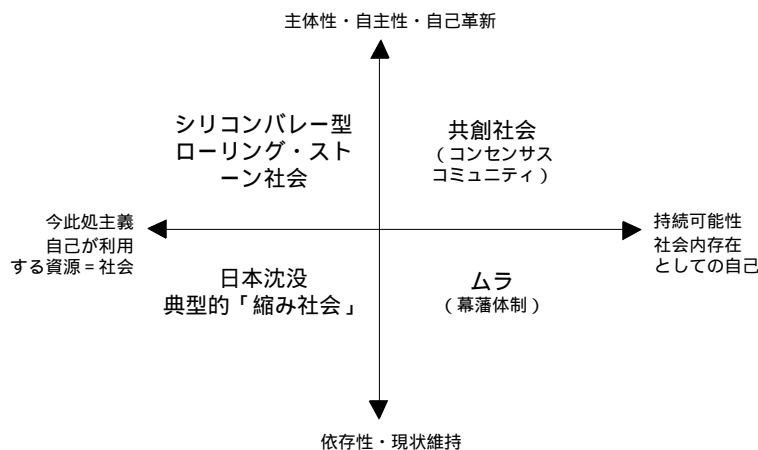 主体性・自主性・自己革新
シリコンバレー型
ローリング・スト
ーン社会
共創社会
（コンセンサス
コミュニティ）
今此処主義
自己が利用
する資源＝社会
持続可能性
社会内存在
としての自己
日本沈没
典型的「縮み社会」
ムラ
（幕藩体制）
依存性・現状維持